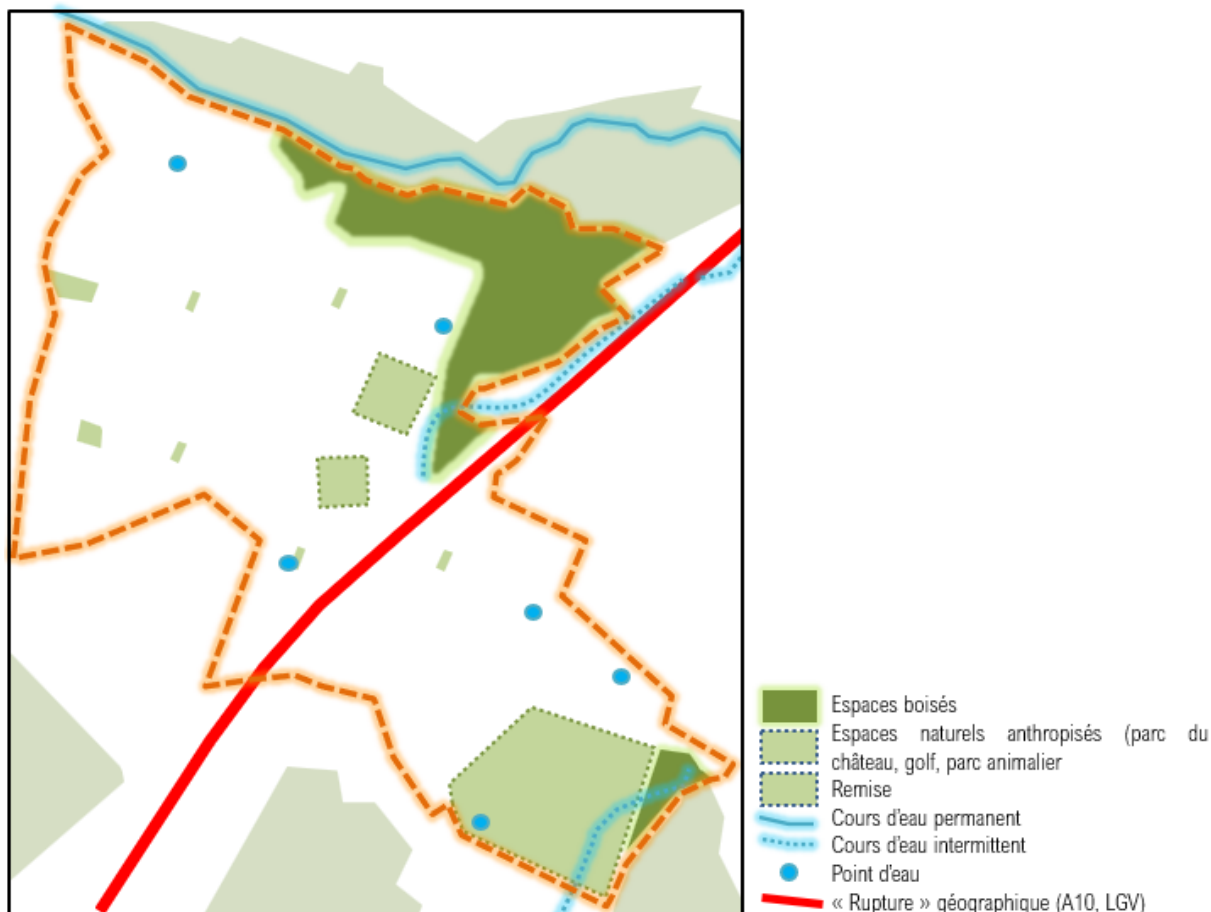 Espaces boisés
Espaces naturels anthropisés (parc du
château, golf, parc animalier
Remise
Cours d'eau permanent
Cours d'eau intermittent
Point d'eau
« Rupture » géographique (A10, LGV)